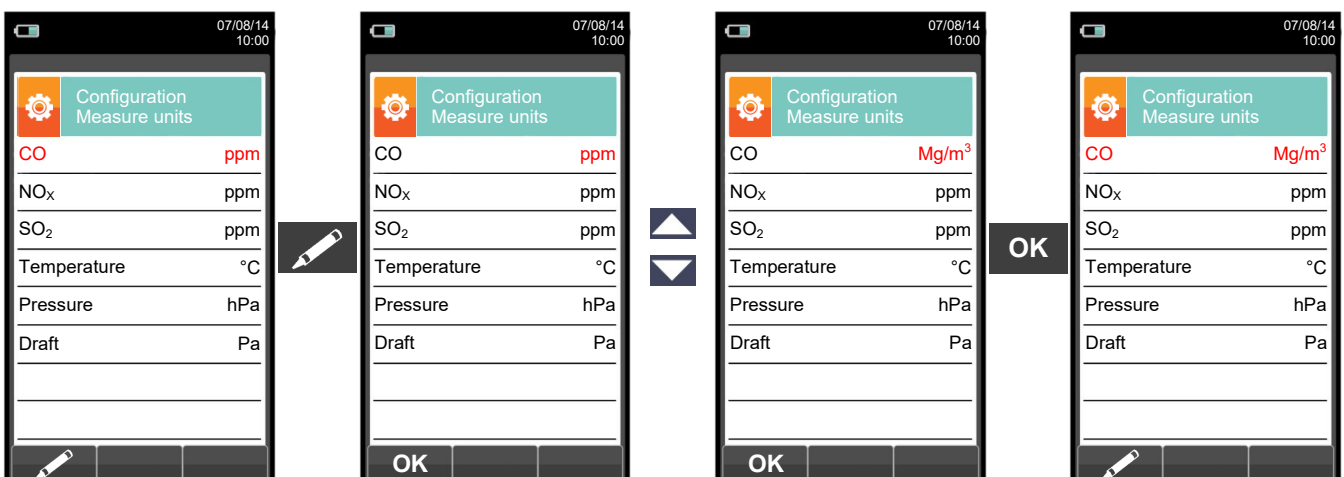 07/08/14
10:00
Configuration
Measure units
CO ppm
NOX ppm
SO2 ppm
Temperature °C
Pressure hPa
Draft Pa
07/08/14
10:00
Configuration
Measure units
CO ppm
NOX ppm
SO2 ppm
Temperature °C
Pressure hPa
Draft Pa
OK
07/08/14
10:00
Configuration
Measure units
CO Mg/m³
NOX ppm
SO2 ppm
Temperature °C
Pressure hPa
Draft Pa
OK
OK
07/08/14
10:00
Configuration
Measure units
CO Mg/m³
NOX ppm
SO2 ppm
Temperature °C
Pressure hPa
Draft Pa